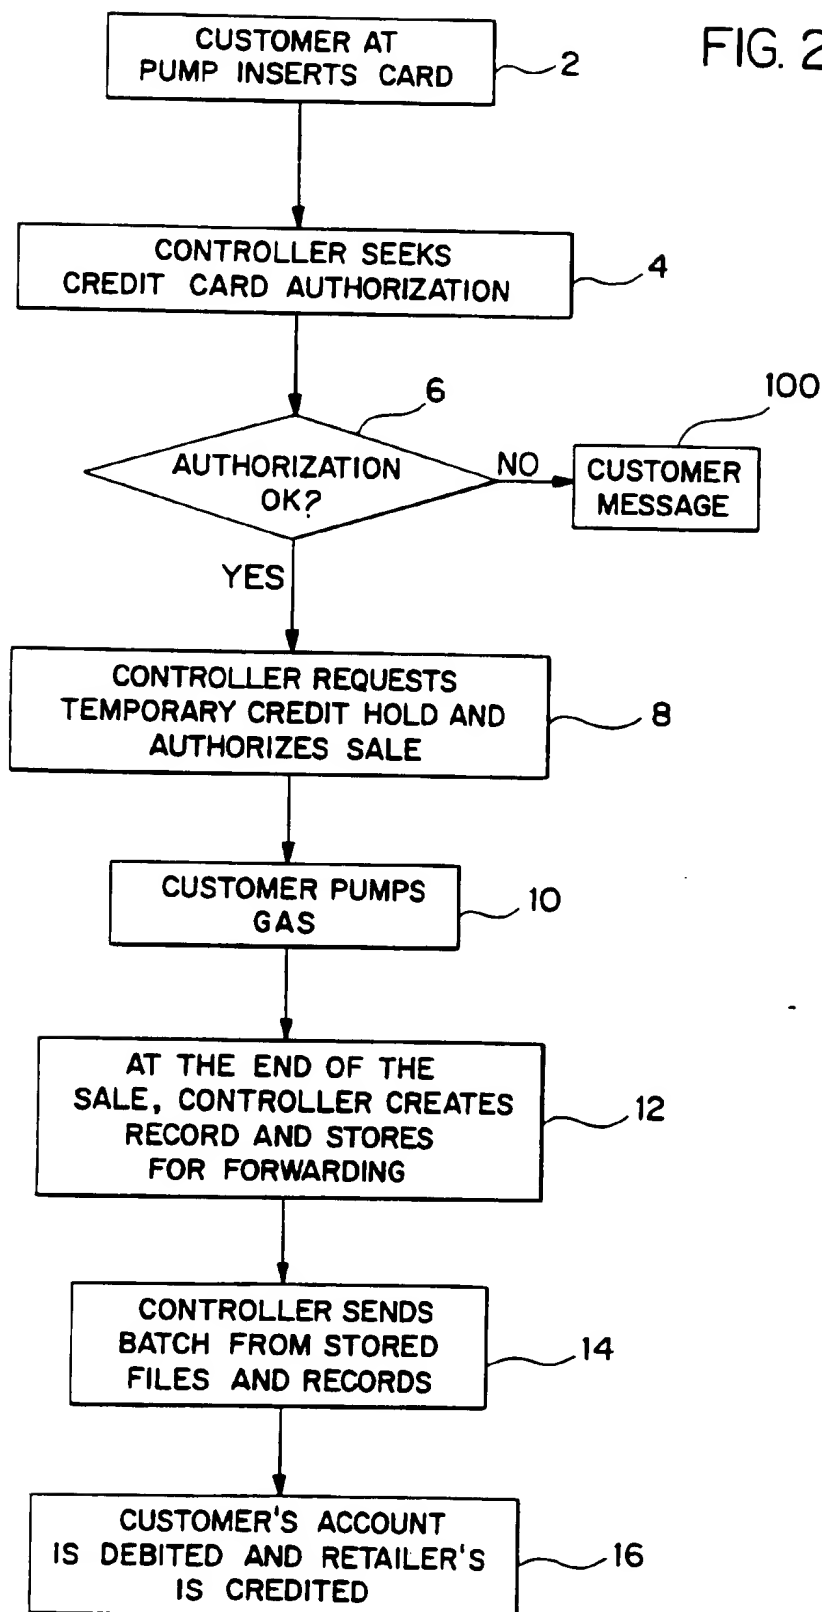 FIG. 2
CUSTOMER AT
PUMP INSERTS CARD
2
CONTROLLER SEEKS
CREDIT CARD AUTHORIZATION
4
6
100
AUTHORIZATION
OK?
NO
CUSTOMER
MESSAGE
YES
CONTROLLER REQUESTS
TEMPORARY CREDIT HOLD AND
AUTHORIZES SALE
8
CUSTOMER PUMPS
GAS
10
AT THE END OF THE
SALE, CONTROLLER CREATES
RECORD AND STORES
FOR FORWARDING
12
CONTROLLER SENDS
BATCH FROM STORED
FILES AND RECORDS
14
CUSTOMER'S ACCOUNT
IS DEBITED AND RETAILER'S
IS CREDITED
16